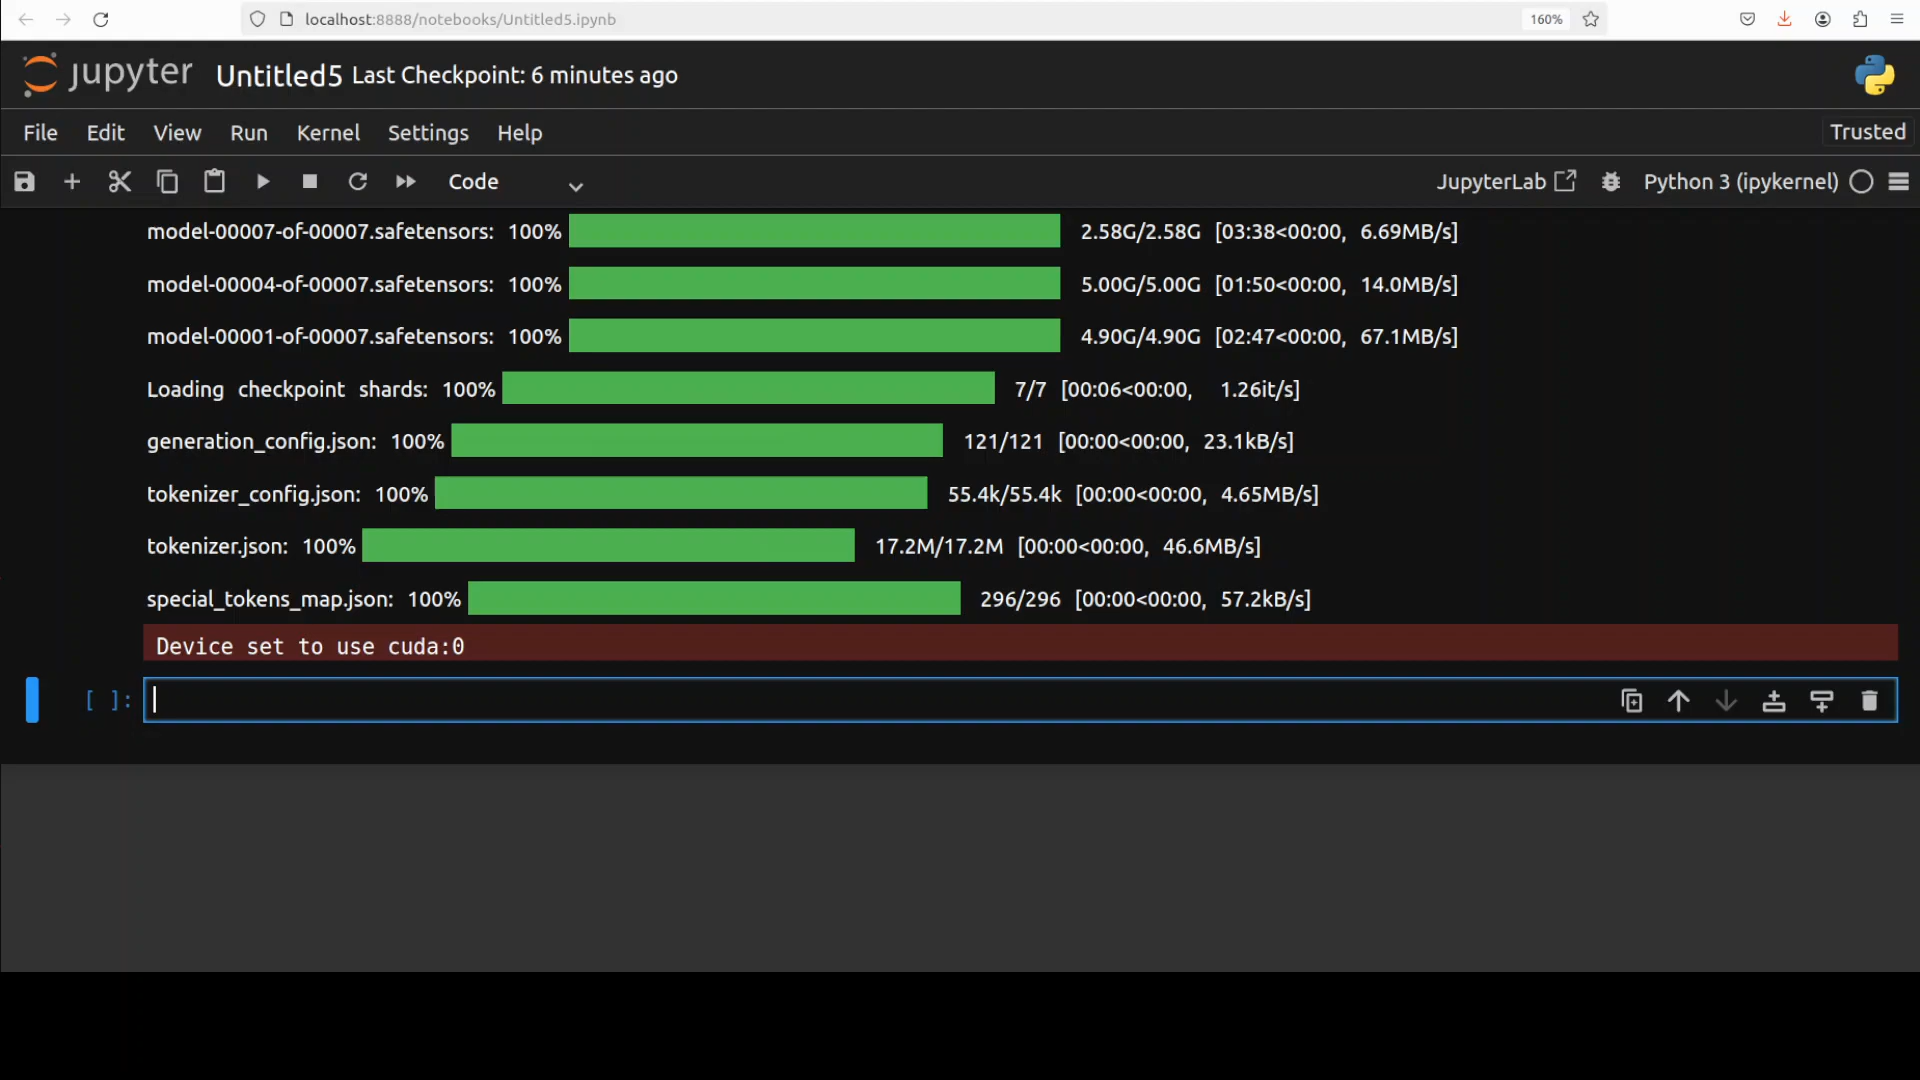 localhost:8888/notebooks/Untitled5.ipynb 160%
jupyter Untitled5 Last Checkpoint: 6 minutes ago
File Edit View Run Kernel Settings Help Trusted
Code JupyterLab Python 3 (ipykernel)
model-00007-of-00007.safetensors: 100% 2.58G/2.58G [03:38<00:00, 6.69MB/s]
model-00004-of-00007.safetensors: 100% 5.00G/5.00G [01:50<00:00, 14.0MB/s]
model-00001-of-00007.safetensors: 100% 4.90G/4.90G [02:47<00:00, 67.1MB/s]
Loading checkpoint shards: 100% 7/7 [00:06<00:00, 1.26it/s]
generation_config.json: 100% 121/121 [00:00<00:00, 23.1kB/s]
tokenizer_config.json: 100% 55.4k/55.4k [00:00<00:00, 4.65MB/s]
tokenizer.json: 100% 17.2M/17.2M [00:00<00:00, 46.6MB/s]
special_tokens_map.json: 100% 296/296 [00:00<00:00, 57.2kB/s]
Device set to use cuda:0
[ ]: